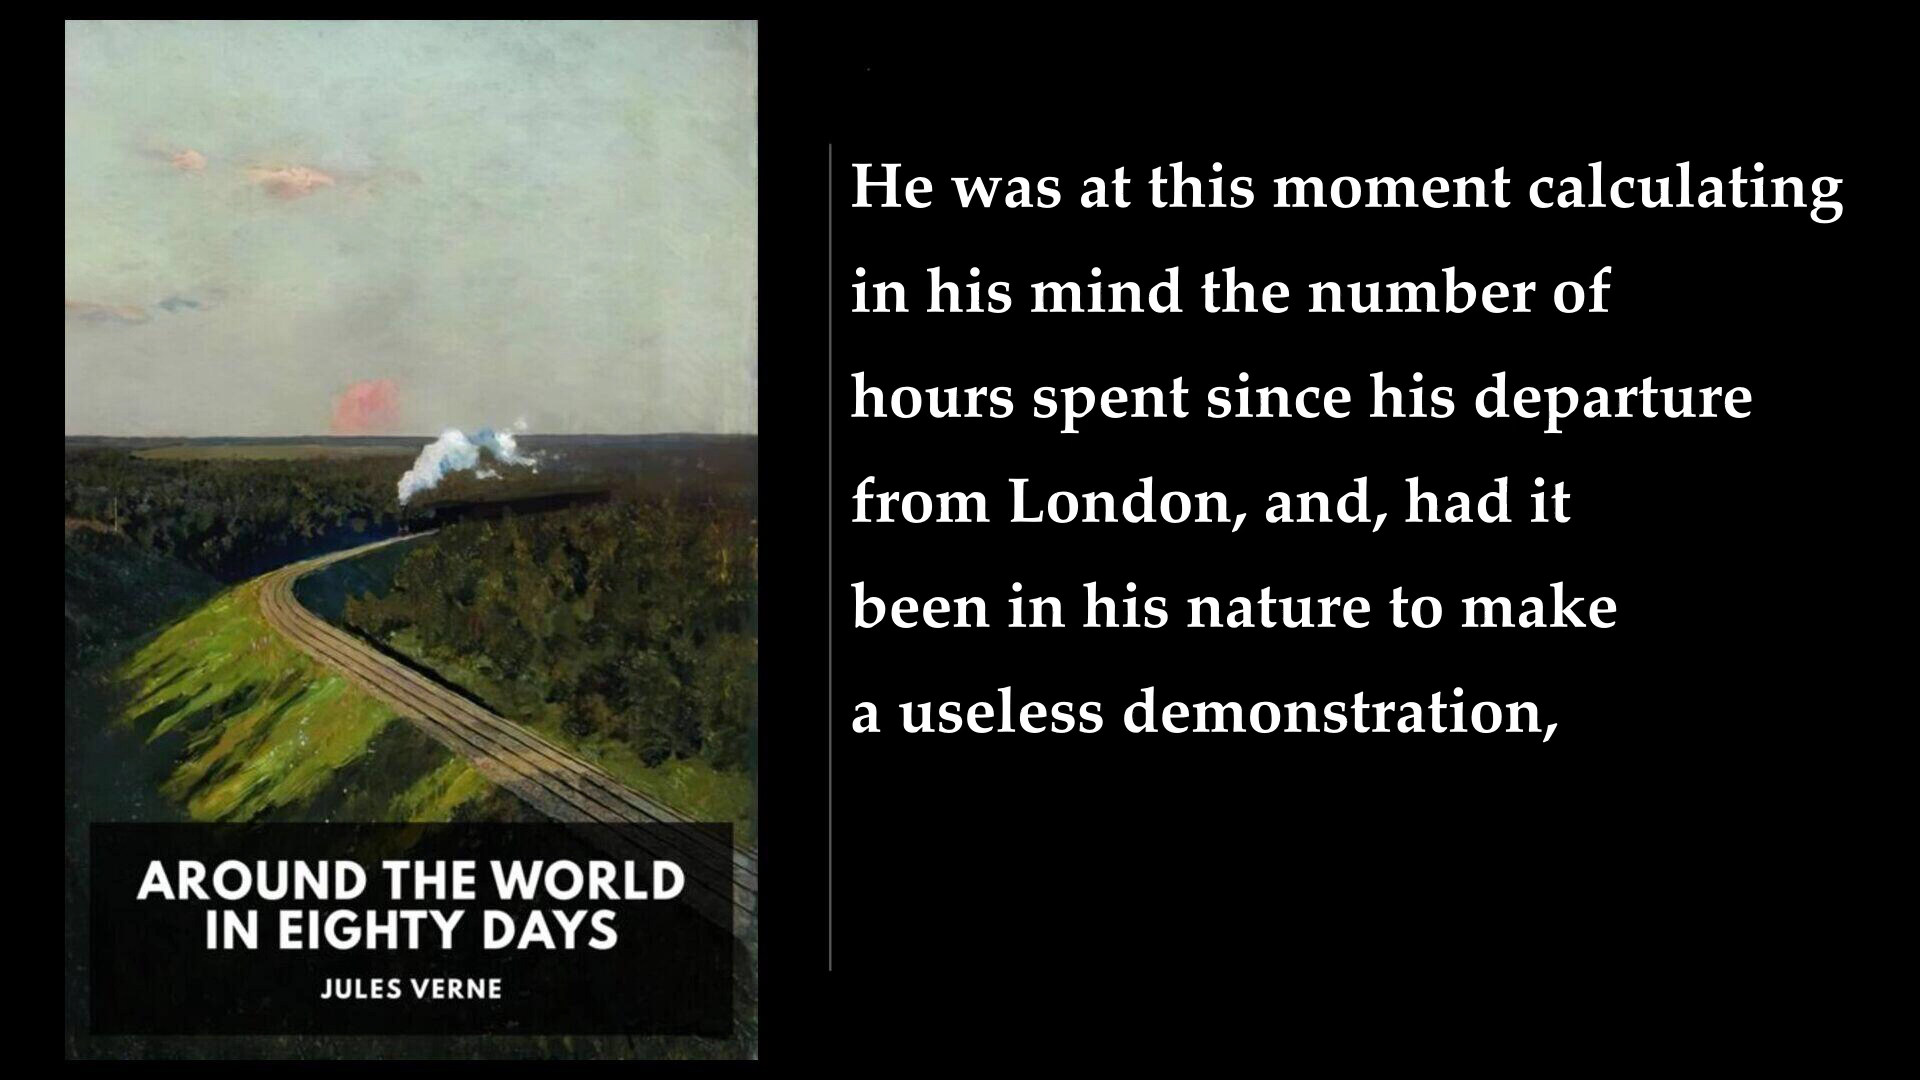 He was at this moment calculating
in his mind the number of
hours spent since his departure
from London, and, had it
been in his nature to make
a useless demonstration,
AROUND THE WORLD
IN EIGHTY DAYS
JULES VERNE